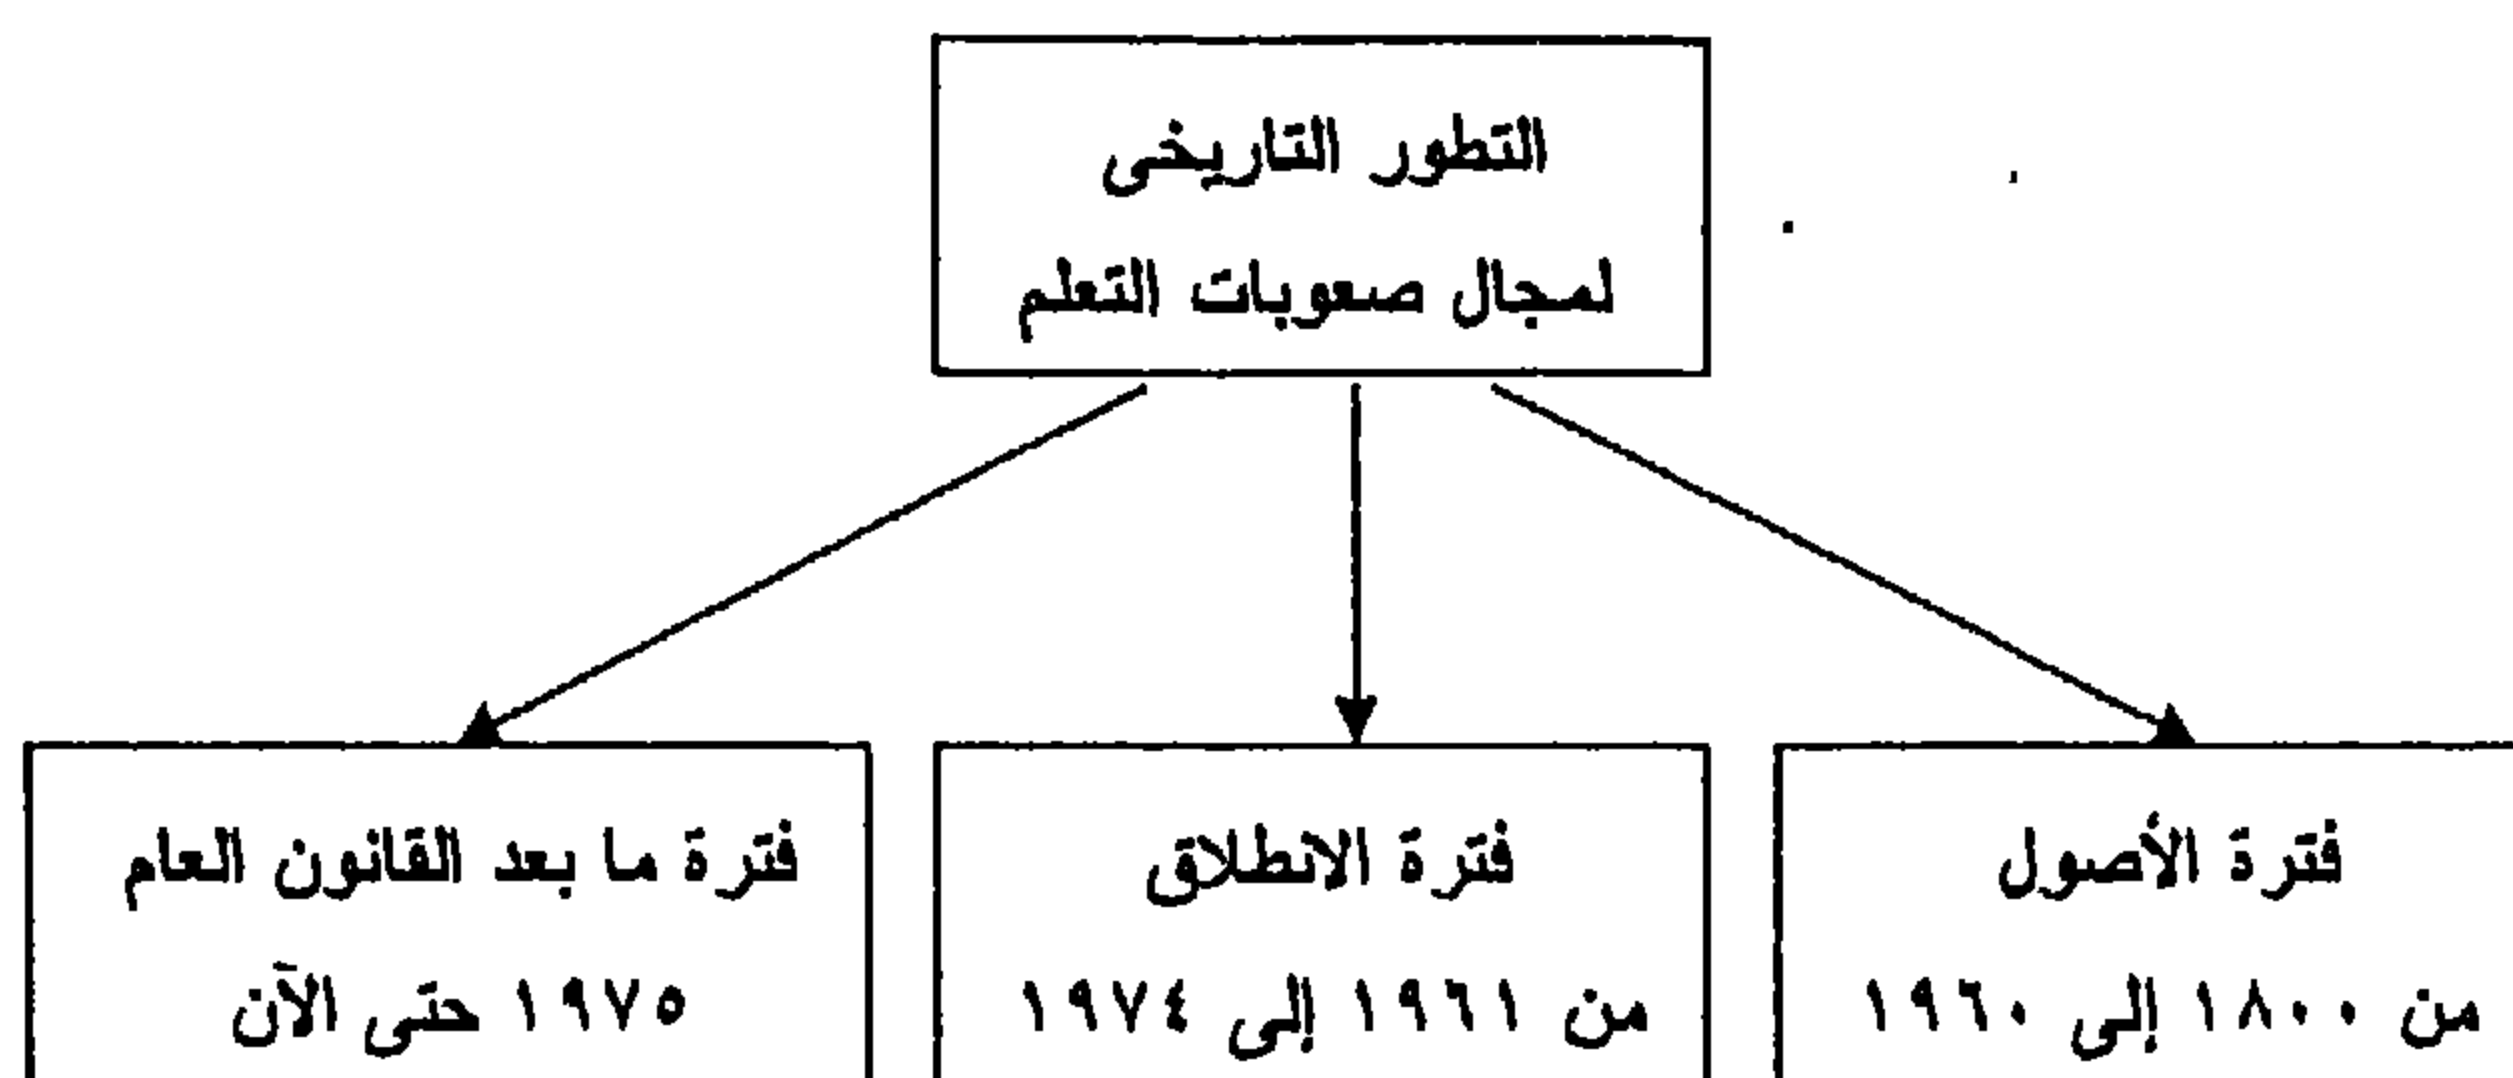 التطور التاريخى
لمجال صعوبات التعلم
فترة الأصول
من ١٨٠٠ إلى ١٩٦٠
فترة الانطلاق
من ١٩٦١ إلى ١٩٧٤
فترة ما بعد القانون العام
١٩٧٥ حتى الآن